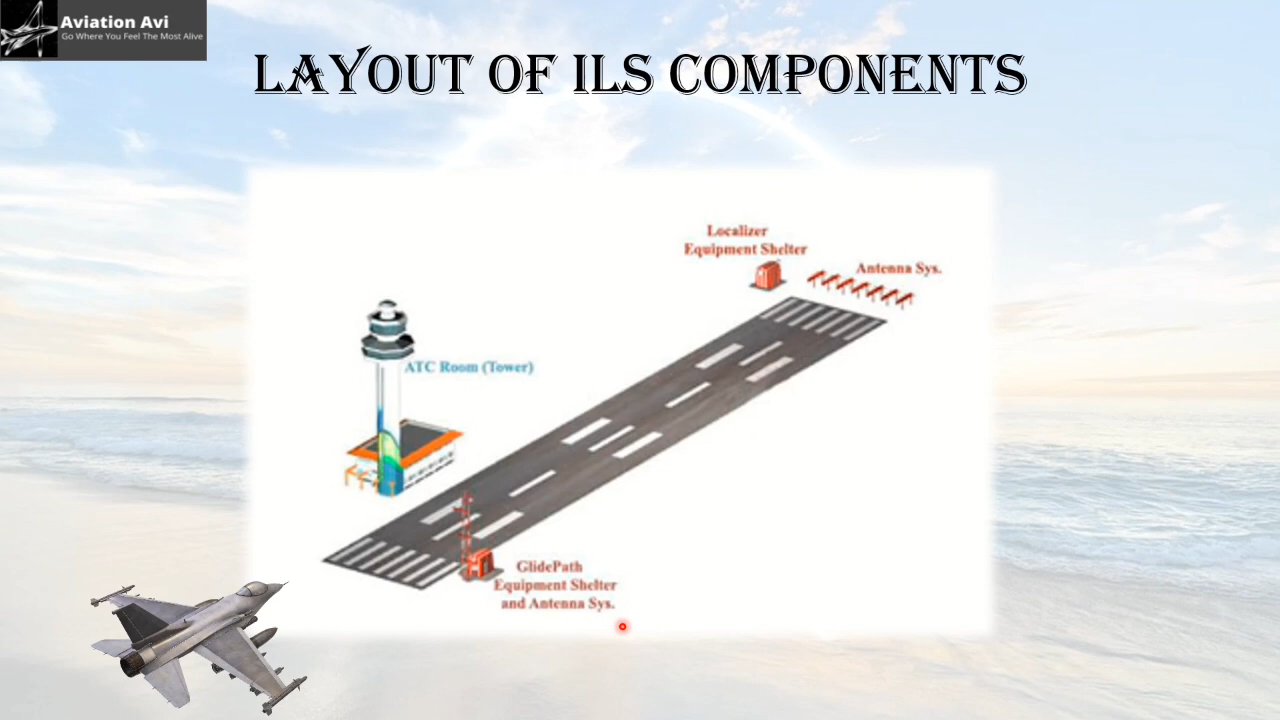 Aviation Avi
Go Where You Feel The Most Alive
LAYOUT OF ILS COMPONENTS
Localizer
Equipment Shelter
Antenna Sys.
ATC Room (Tower)
GlidePath
Equipment Shelter
and Antenna Sys.